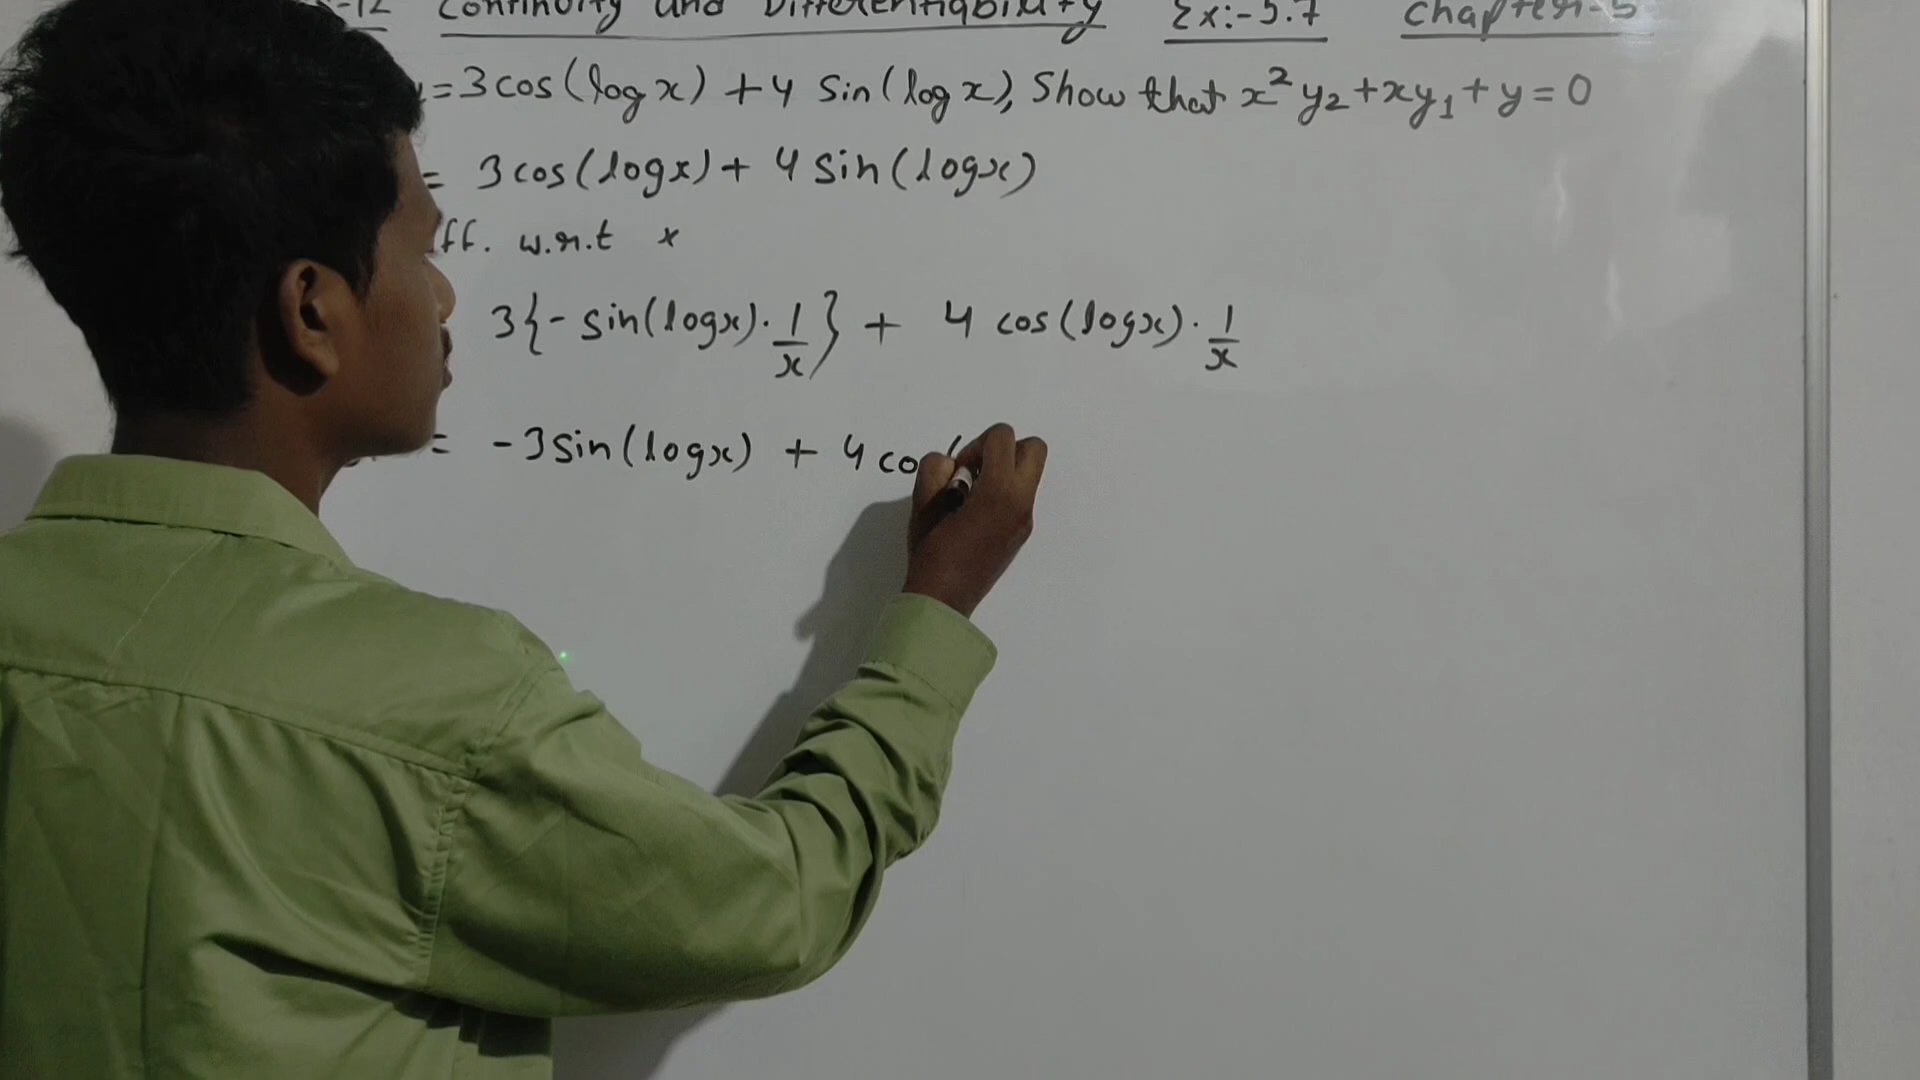 -12 Continuity and Differentiability Ex:-5.7 Chapter-5
y=3cos(log x) +4 Sin(log x), Show that x²y₂+xy₁+y=0
= 3cos(logx)+ 4 Sin(logx)
ff. w.r.t x
3{-sin(logx).1/x} + 4 cos(logx).1/x
= -3sin(logx) + 4 co